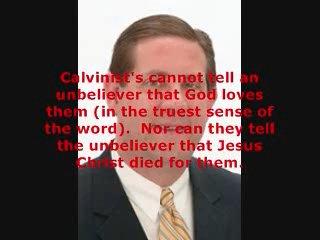 Calvinist's cannot tell an
unbeliever that God loves
them (in the truest sense of
the word).  Nor can they tell
the unbeliever that Jesus
Christ died for them.